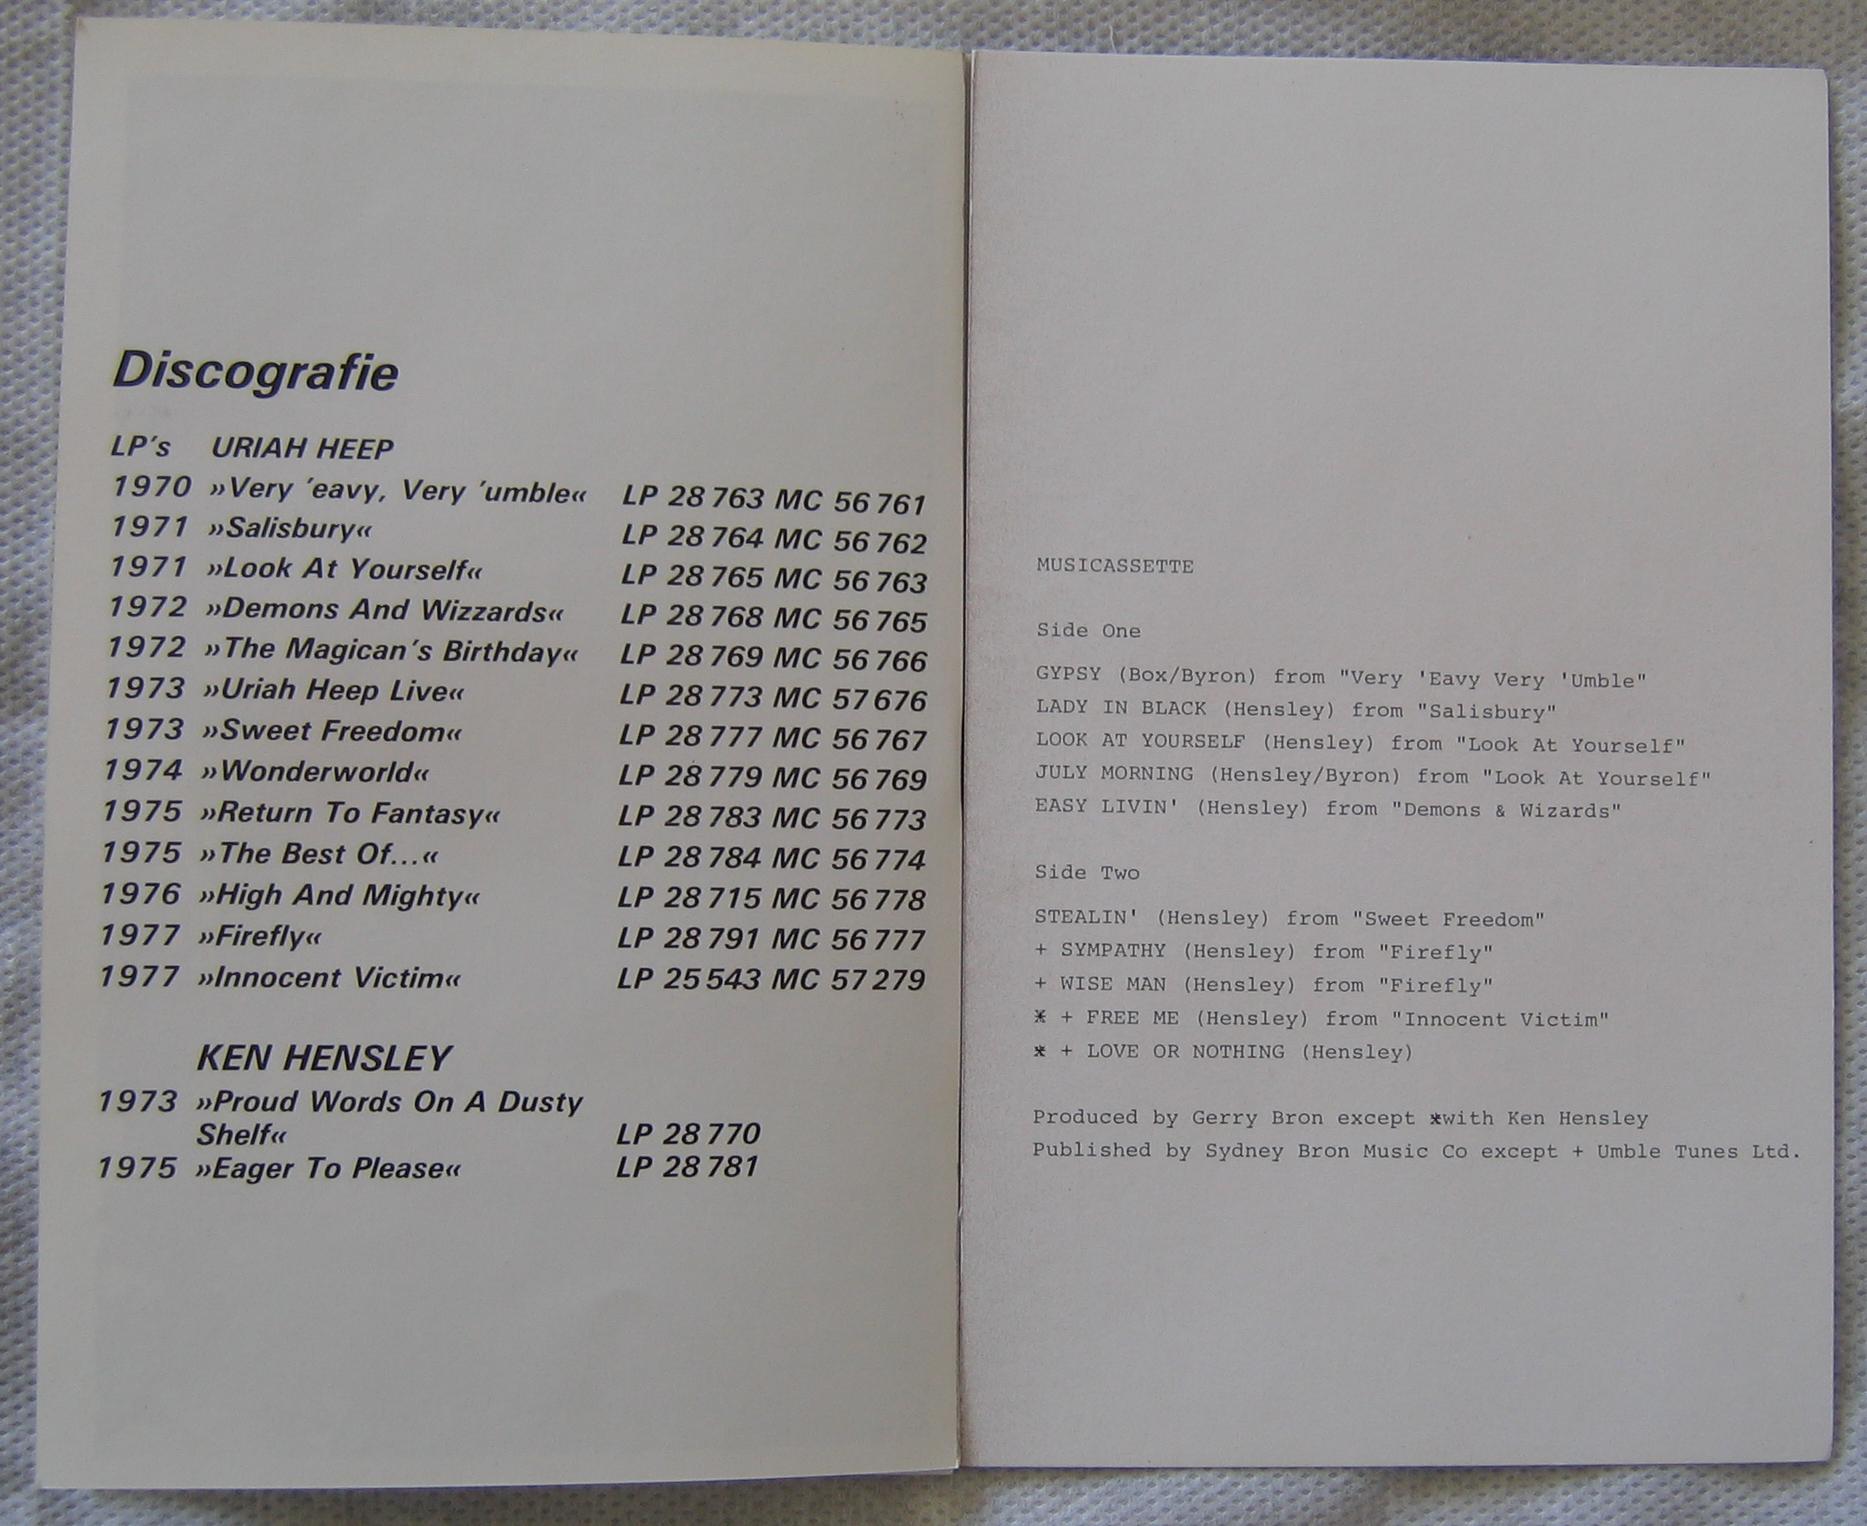 Discografie
LP's URIAH HEEP
1970 »Very 'eavy, Very 'umble« LP 28 763 MC 56 761
1971 »Salisbury« LP 28 764 MC 56 762
1971 »Look At Yourself« LP 28 765 MC 56 763
1972 »Demons And Wizzards« LP 28 768 MC 56 765
1972 »The Magican's Birthday« LP 28 769 MC 56 766
1973 »Uriah Heep Live« LP 28 773 MC 57 676
1973 »Sweet Freedom« LP 28 777 MC 56 767
1974 »Wonderworld« LP 28 779 MC 56 769
1975 »Return To Fantasy« LP 28 783 MC 56 773
1975 »The Best Of...« LP 28 784 MC 56 774
1976 »High And Mighty« LP 28 715 MC 56 778
1977 »Firefly« LP 28 791 MC 56 777
1977 »Innocent Victim« LP 25 543 MC 57 279
KEN HENSLEY
1973 »Proud Words On A Dusty
Shelf« LP 28 770
1975 »Eager To Please« LP 28 781
MUSICASSETTE
Side One
GYPSY (Box/Byron) from "Very 'Eavy Very 'Umble"
LADY IN BLACK (Hensley) from "Salisbury"
LOOK AT YOURSELF (Hensley) from "Look At Yourself"
JULY MORNING (Hensley/Byron) from "Look At Yourself"
EASY LIVIN' (Hensley) from "Demons & Wizards"
Side Two
STEALIN' (Hensley) from "Sweet Freedom"
+ SYMPATHY (Hensley) from "Firefly"
+ WISE MAN (Hensley) from "Firefly"
* + FREE ME (Hensley) from "Innocent Victim"
* + LOVE OR NOTHING (Hensley)
Produced by Gerry Bron except *with Ken Hensley
Published by Sydney Bron Music Co except + Umble Tunes Ltd.